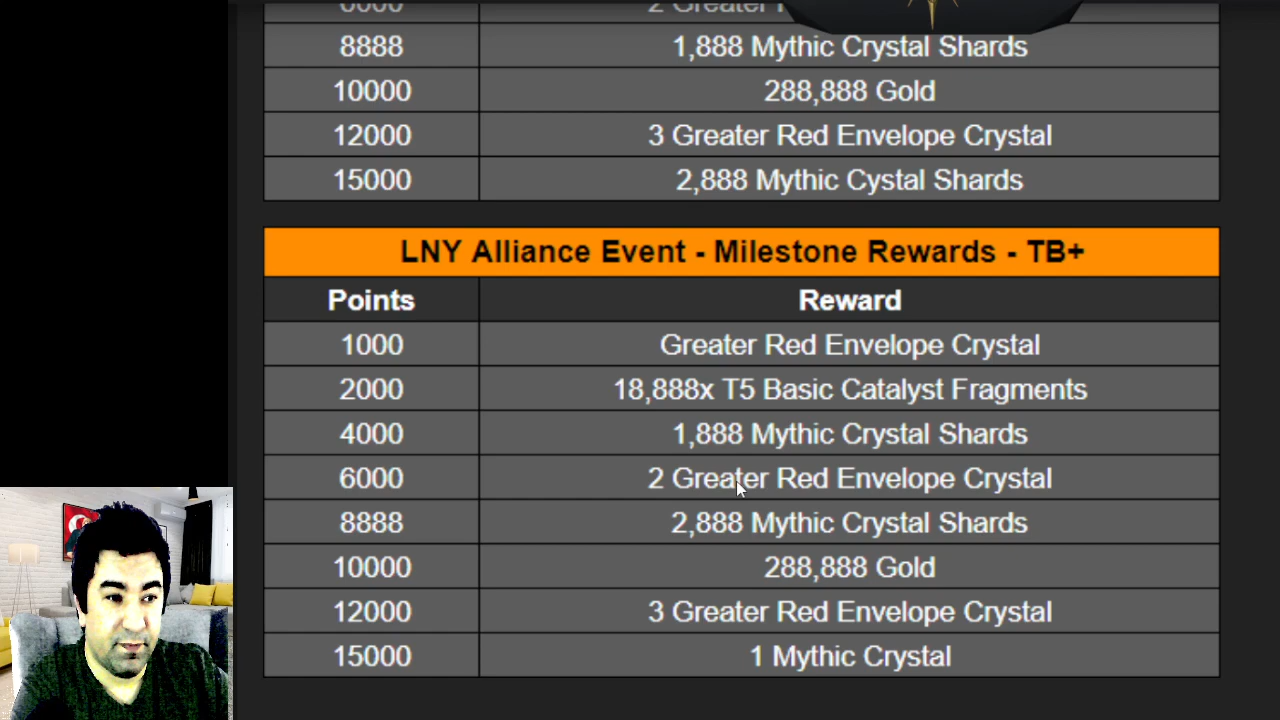 2 Greater
8888 1,888 Mythic Crystal Shards
10000 288,888 Gold
12000 3 Greater Red Envelope Crystal
15000 2,888 Mythic Cystal Shards
LNY Alliance Event - Milestone Rewards - TB+
Points Reward
1000 Greater Red Envelope Crystal
2000 18,888x T5 Basic Catalyst Fragments
4000 1,888 Mythic Crystal Shards
6000 2 Greater Red Envelope Crystal
8888 2,888 Mythic Crystal Shards
10000 288,888 Gold
12000 3 Greater Red Envelope Crystal
15000 1 Mythic Crystal